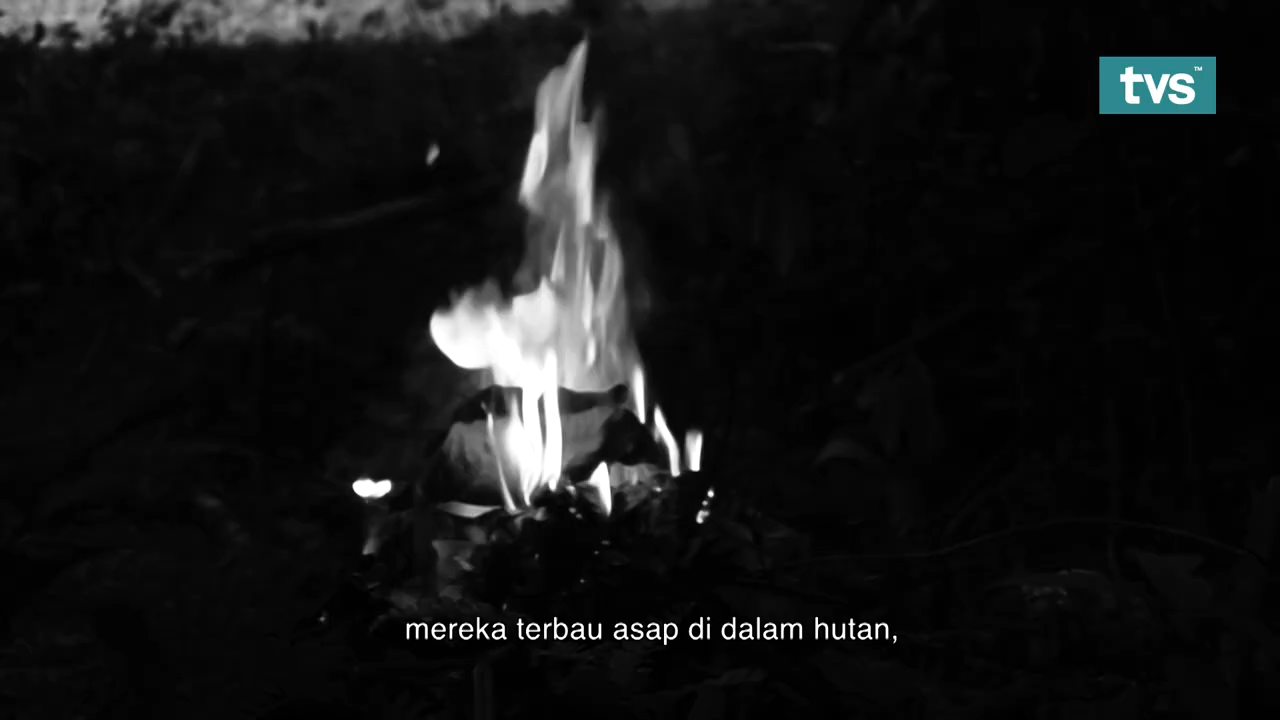 tvs™
mereka terbau asap di dalam hutan,